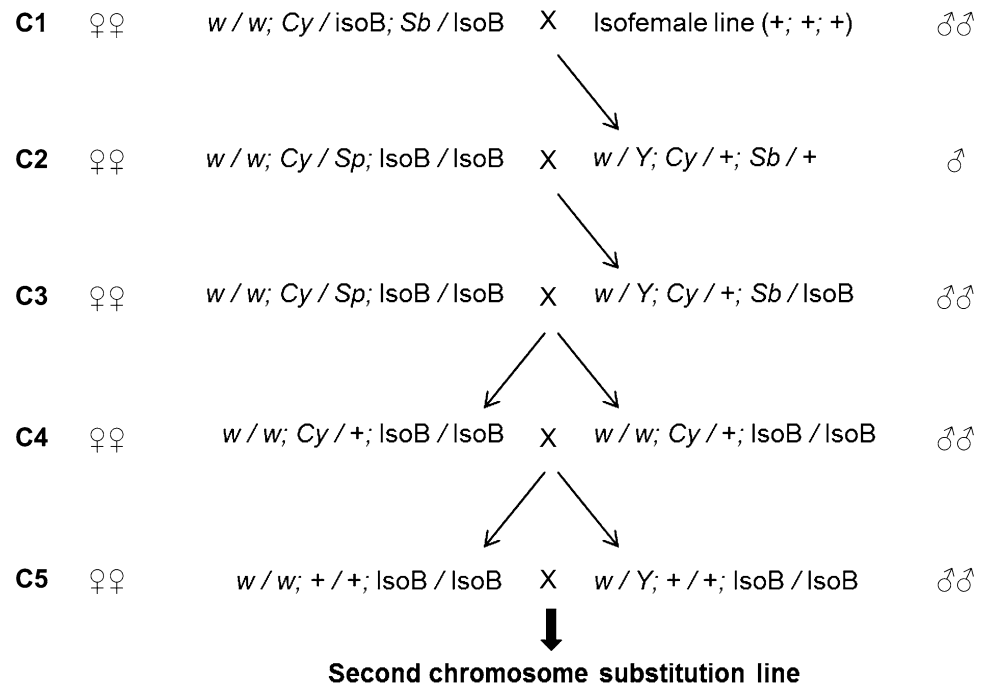 C1 ♀♀ w / w; Cy / isoB; Sb / IsoB X Isofemale line (+; +; +) ♂♂
C2 ♀♀ w / w; Cy / Sp; IsoB / IsoB X w / Y; Cy / +; Sb / + ♂
C3 ♀♀ w / w; Cy / Sp; IsoB / IsoB X w / Y; Cy / +; Sb / IsoB ♂♂
C4 ♀♀ w / w; Cy / +; IsoB / IsoB X w / w; Cy / +; IsoB / IsoB ♂♂
C5 ♀♀ w / w; + / +; IsoB / IsoB X w / Y; + / +; IsoB / IsoB ♂♂
Second chromosome substitution line